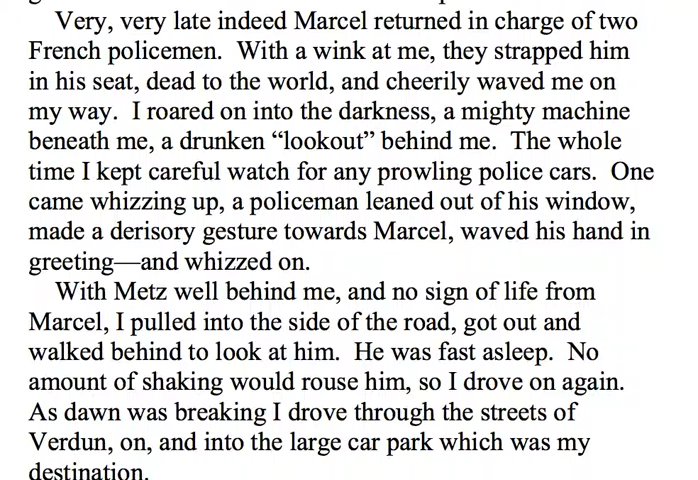 Very, very late indeed Marcel returned in charge of two
French policemen.  With a wink at me, they strapped him
in his seat, dead to the world, and cheerily waved me on
my way.  I roared on into the darkness, a mighty machine
beneath me, a drunken “lookout” behind me.  The whole
time I kept careful watch for any prowling police cars.  One
came whizzing up, a policeman leaned out of his window,
made a derisory gesture towards Marcel, waved his hand in
greeting—and whizzed on.
With Metz well behind me, and no sign of life from
Marcel, I pulled into the side of the road, got out and
walked behind to look at him.  He was fast asleep.  No
amount of shaking would rouse him, so I drove on again.
As dawn was breaking I drove through the streets of
Verdun, on, and into the large car park which was my
destination.